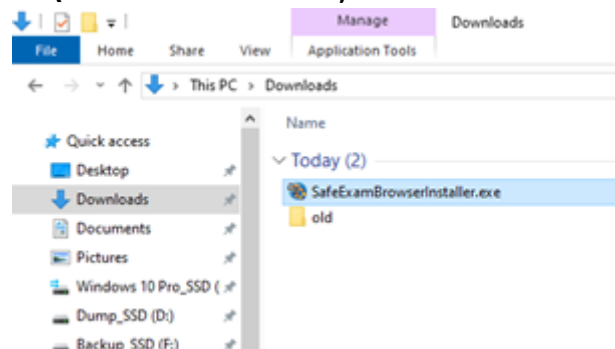 Manage Downloads
File Home Share View Application Tools
This PC > Downloads
Name
Quick access
Today (2)
Desktop
SafeExamBrowserInstaller.exe
Downloads
old
Documents
Pictures
Windows 10 Pro_SSD (
Dump_SSD (D:)
Backup_SSD (F:)